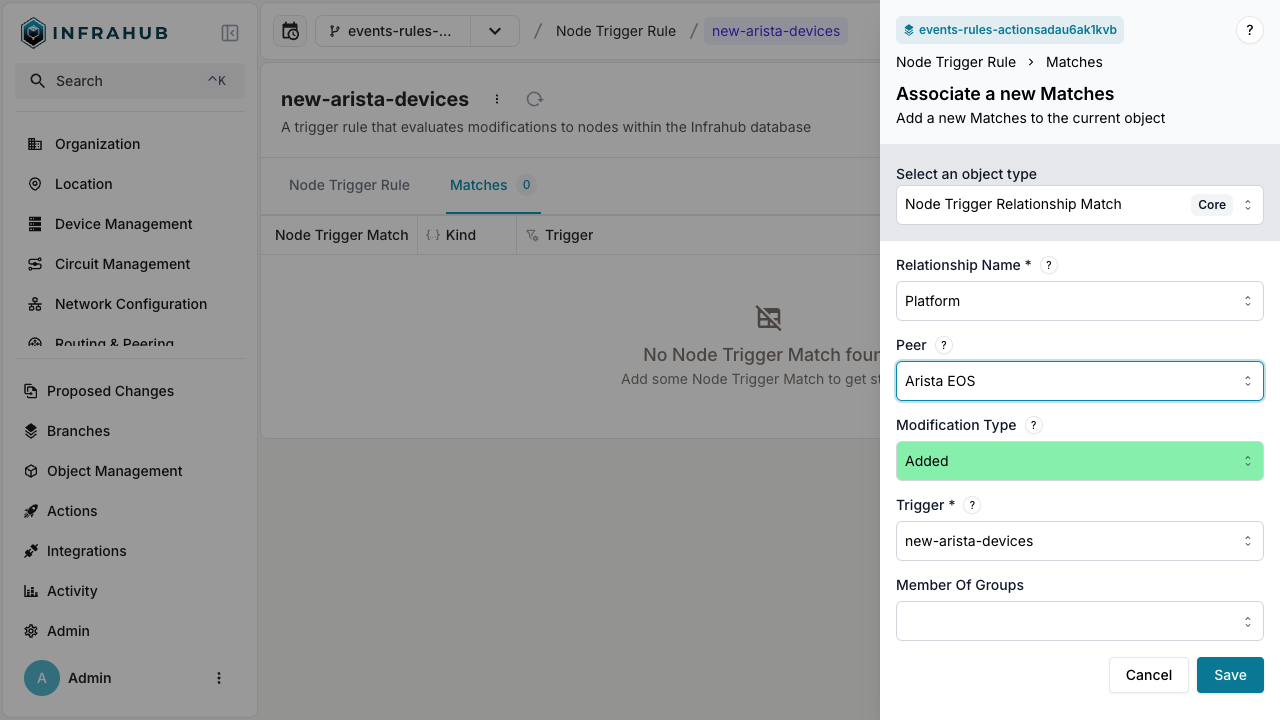 INFRAHUB
Search
^K
Organization
Location
Device Management
Circuit Management
Network Configuration
Routing & Peering
Proposed Changes
Branches
Object Management
Actions
Integrations
Activity
Admin
A
Admin
events-rules-...
/
Node Trigger Rule
/
new-arista-devices
new-arista-devices
A trigger rule that evaluates modifications to nodes within the Infrahub database
Node Trigger Rule
Matches 0
Node Trigger Match
Kind
Trigger
No Node Trigger Match foun
Add some Node Trigger Match to get st
events-rules-actionsadau6ak1kvb
?
Node Trigger Rule > Matches
Associate a new Matches
Add a new Matches to the current object
Select an object type
Node Trigger Relationship Match
Core
Relationship Name * ?
Platform
Peer ?
Arista EOS
Modification Type ?
Added
Trigger * ?
new-arista-devices
Member Of Groups
Cancel
Save